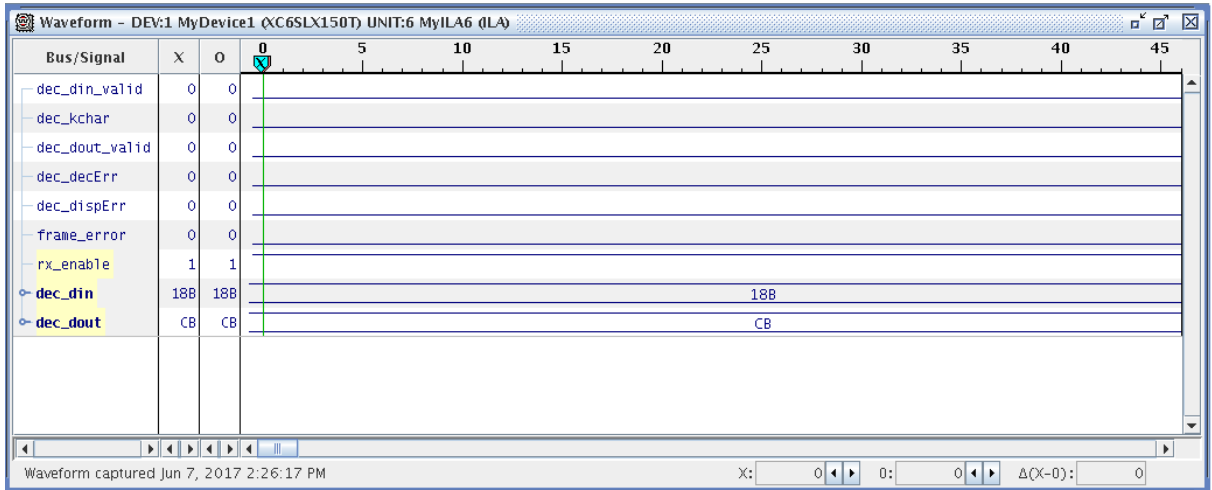 Waveform - DEV:1 MyDevice1 (XC6SLX150T) UNIT:6 MyILA6 (ILA)
Bus/Signal X O 0 5 10 15 20 25 30 35 40 45
X
dec_din_valid 0 0
dec_kchar 0 0
dec_dout_valid 0 0
dec_decErr 0 0
dec_dispErr 0 0
frame_error 0 0
rx_enable 1 1
dec_din 18B 18B 18B
dec_dout CB CB CB
Waveform captured Jun 7, 2017 2:26:17 PM X: 0 O: 0 Δ(X-O): 0